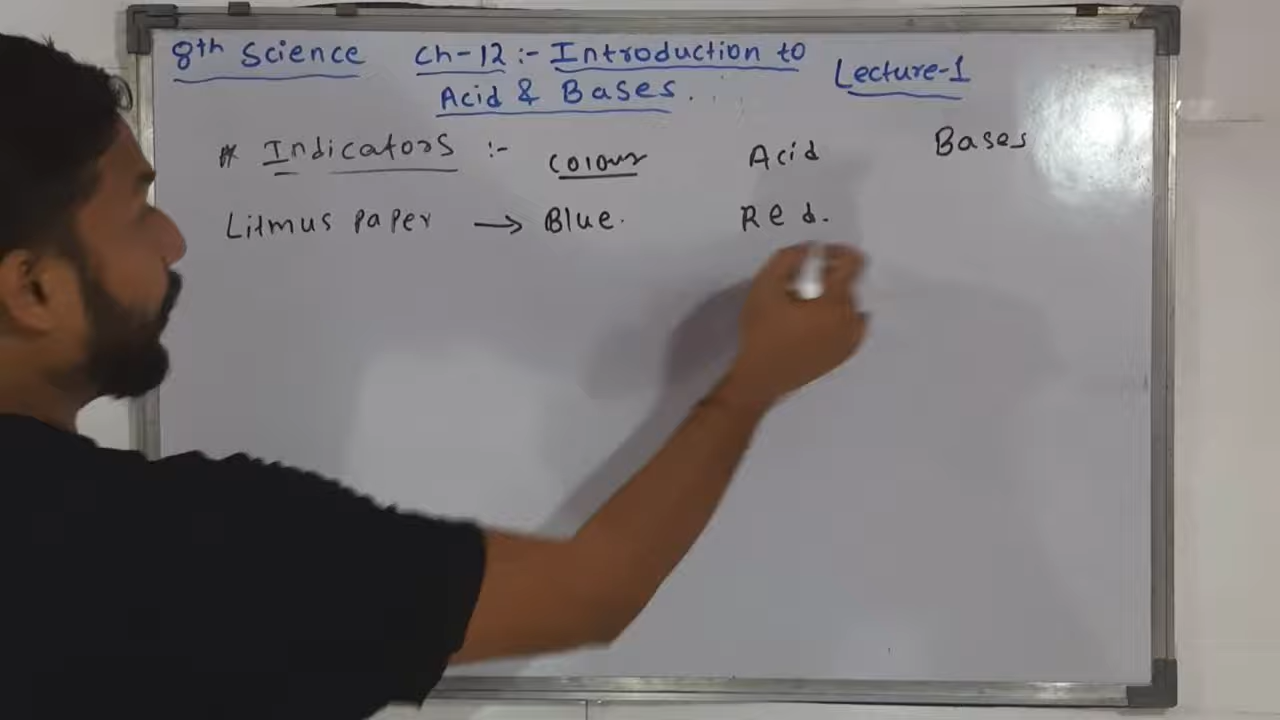 8th Science Ch-12:- Introduction to
Acid & Bases. Lecture-1
* Indicators :- Colour Acid Bases
Litmus paper → Blue. Red.